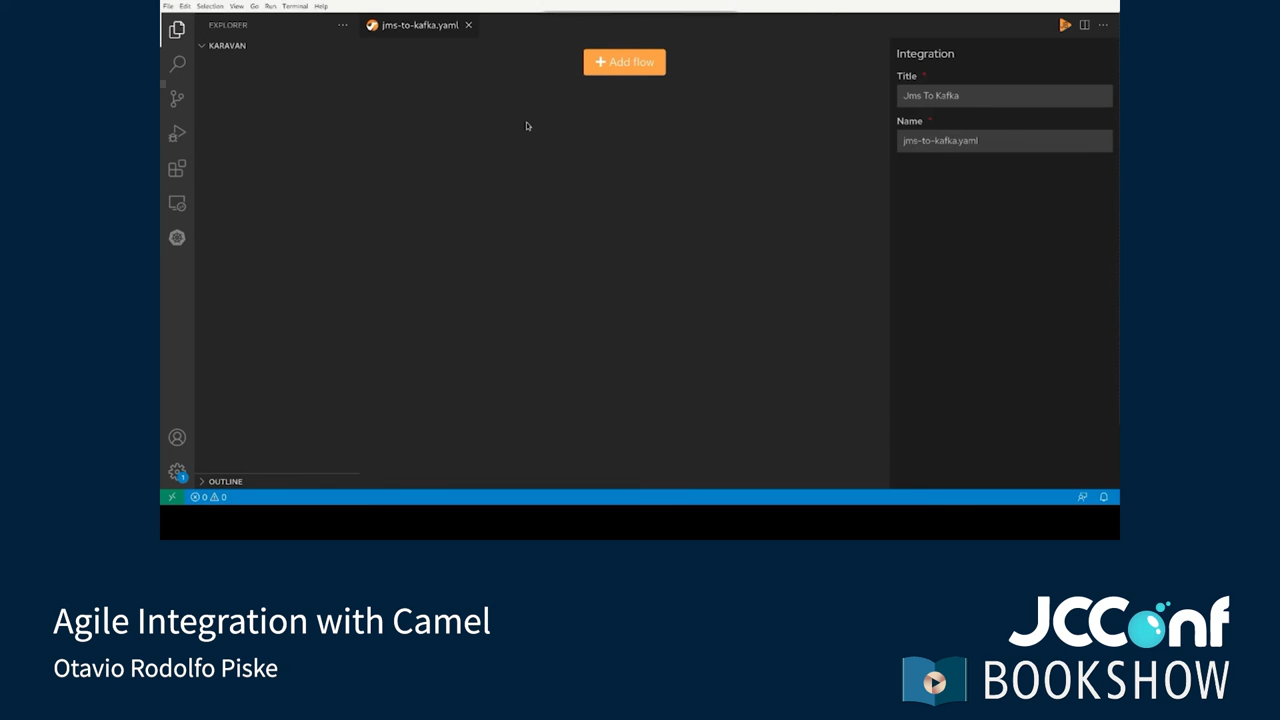 File Edit Selection View Go Run Terminal Help
EXPLORER
jms-to-kafka.yaml
KARAVAN
Add flow
Integration
Title *
Jms To Kafka
Name *
jms-to-kafka.yaml
1
OUTLINE
0 0
Agile Integration with Camel
Otavio Rodolfo Piske
JCConf
BOOKSHOW